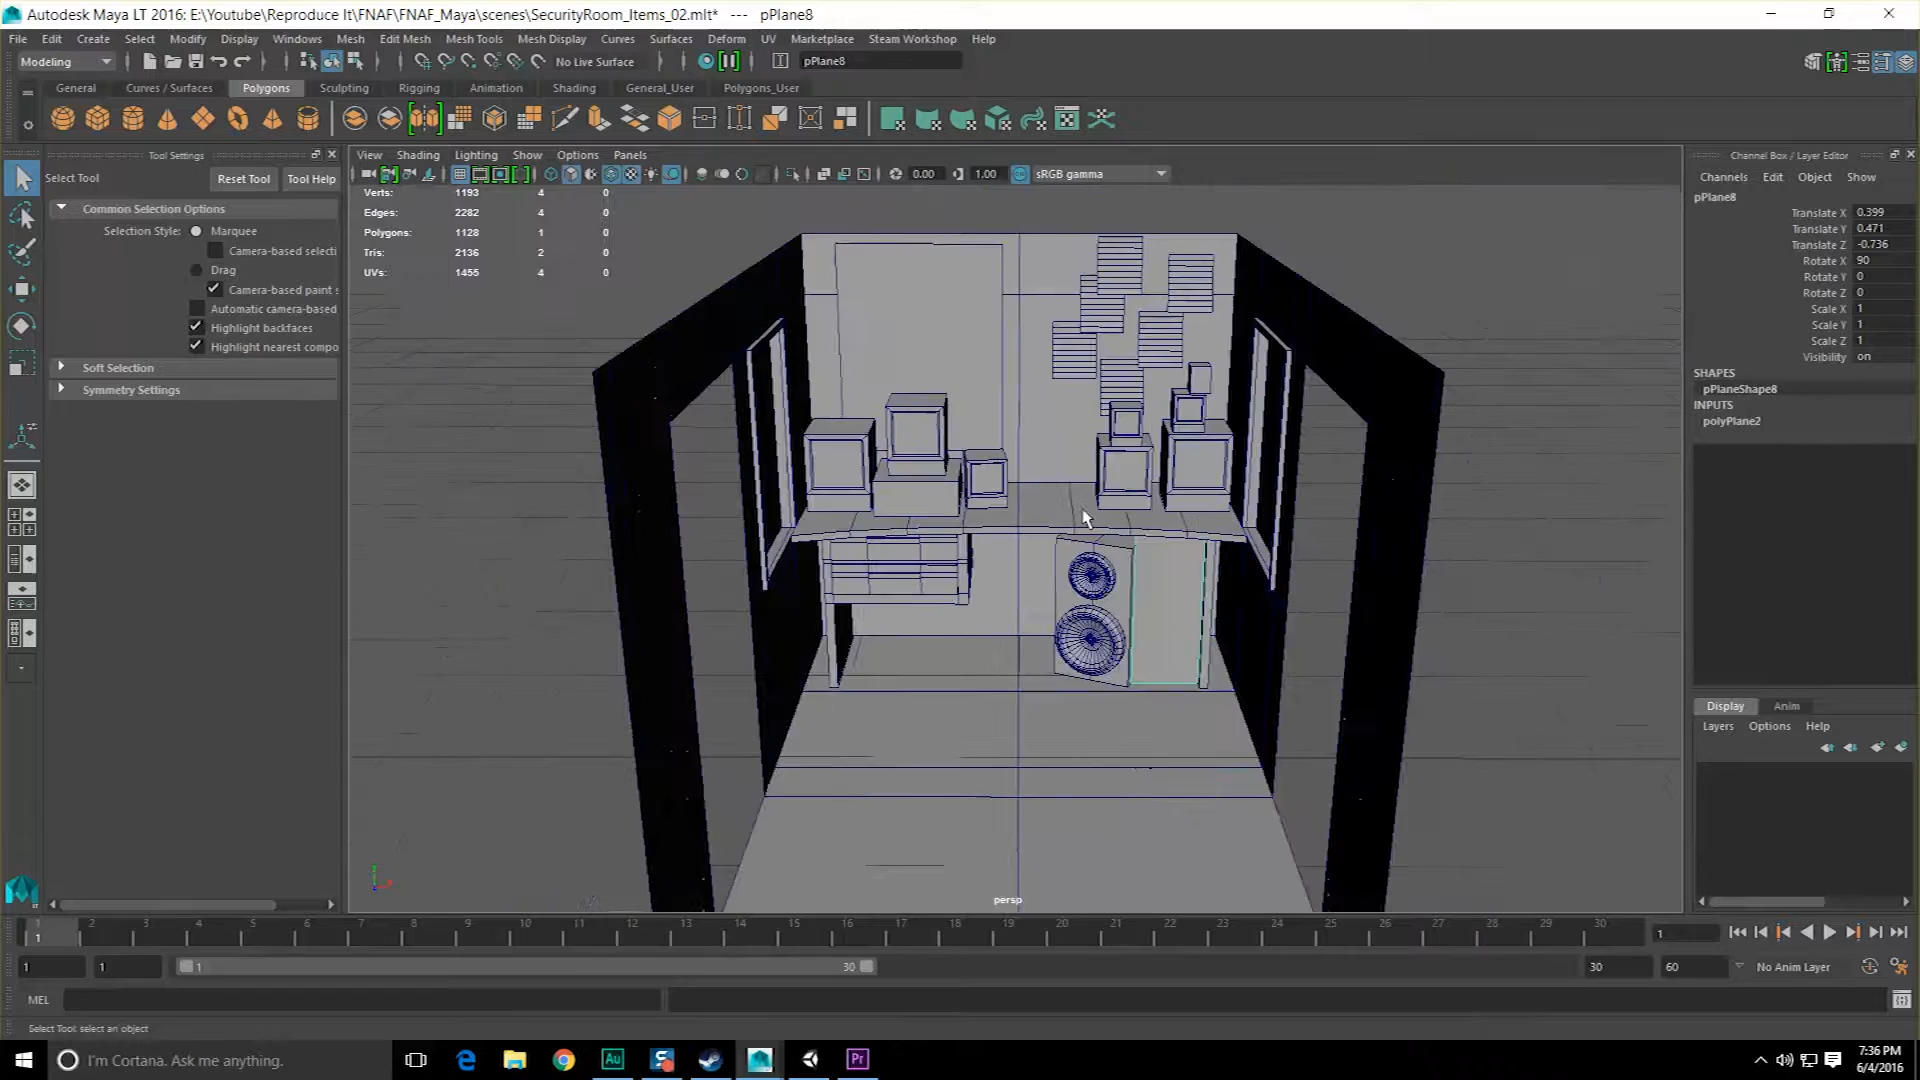 Autodesk Maya LT 2016: E:\Youtube\Reproduce It\FNAF\FNAF_Maya\scenes\SecurityRoom_Items_02.mlt* --- pPlane8
File Edit Create Select Modify Display Windows Mesh Edit Mesh Mesh Tools Mesh Display Curves Surfaces Deform UV Marketplace Steam Workshop Help
Modeling No Live Surface pPlane8
General Curves / Surfaces Polygons Sculpting Rigging Animation Shading General_User Polygons_User
Tool Settings
Select Tool Reset Tool Tool Help
Common Selection Options
Selection Style: Marquee
Camera-based selecti
Drag
Camera-based paint s
Automatic camera-based
Highlight backfaces
Highlight nearest compo
Soft Selection
Symmetry Settings
View Shading Lighting Show Options Panels
0.00 1.00 sRGB gamma
Verts: 1193 4 0
Edges: 2282 4 0
Polygons: 1128 1 0
Tris: 2136 2 0
UVs: 1455 4 0
persp
Channel Box / Layer Editor
Channels Edit Object Show
pPlane8
Translate X 0.399
Translate Y 0.471
Translate Z -0.736
Rotate X 90
Rotate Y 0
Rotate Z 0
Scale X 1
Scale Y 1
Scale Z 1
Visibility on
SHAPES
pPlaneShape8
INPUTS
polyPlane2
Display Anim
Layers Options Help
1 2 3 4 5 6 7 8 9 10 11 12 13 14 15 16 17 18 19 20 21 22 23 24 25 26 27 28 29 30
1 1
1 1 1 30 30 60 No Anim Layer
MEL
Select Tool: select an object
I'm Cortana. Ask me anything.
Au
Pr
7:36 PM
6/4/2016